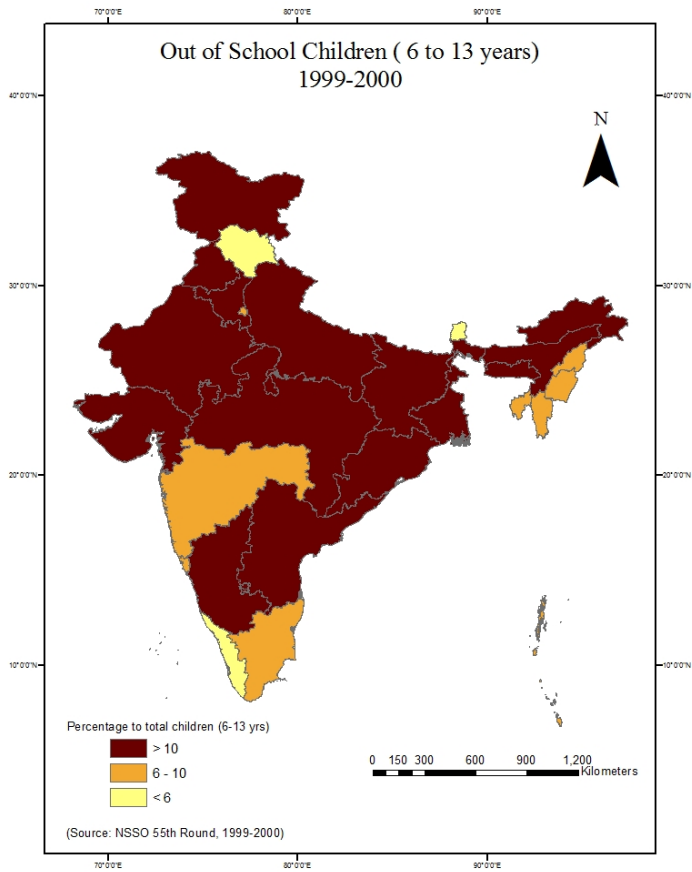 70°0'0"E 80°0'0"E 90°0'0"E
Out of School Children ( 6 to 13 years)
1999-2000
40°0'0"N 40°0'0"N
N
30°0'0"N 30°0'0"N
20°0'0"N 20°0'0"N
10°0'0"N 10°0'0"N
Percentage to total children (6-13 yrs)
> 10
6 - 10
< 6
0 150 300 600 900 1,200
Kilometers
(Source: NSSO 55th Round, 1999-2000)
70°0'0"E 80°0'0"E 90°0'0"E